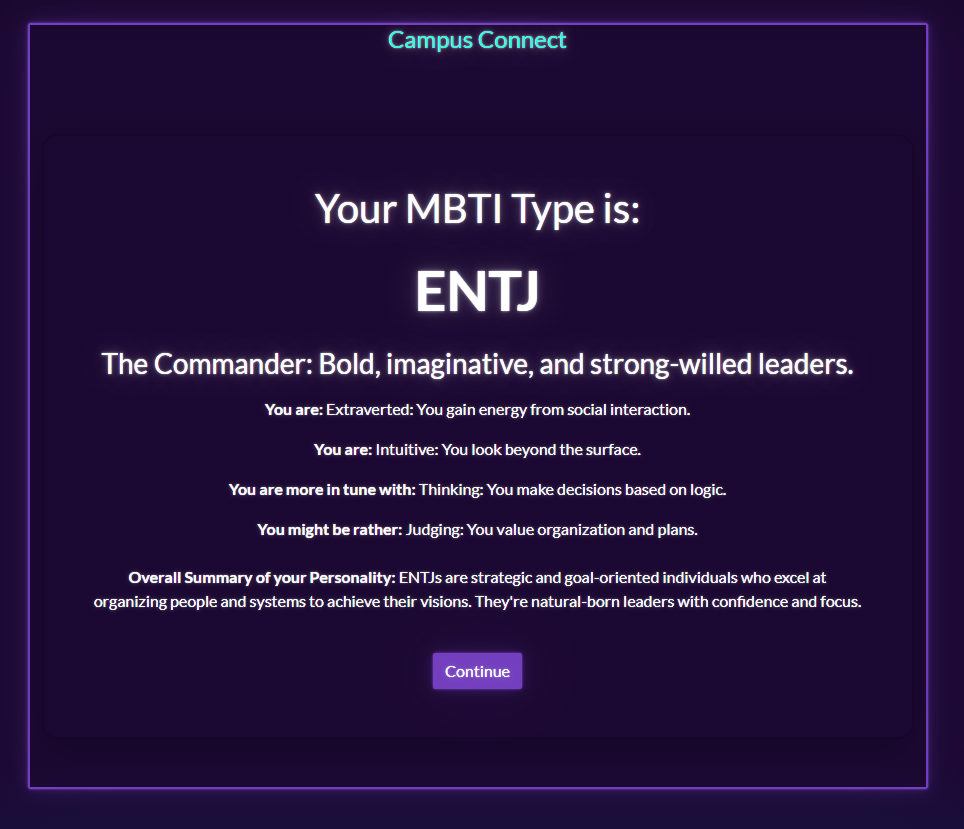 Campus Connect
Your MBTI Type is:
ENTJ
The Commander: Bold, imaginative, and strong-willed leaders.
You are: Extraverted: You gain energy from social interaction.
You are: Intuitive: You look beyond the surface.
You are more in tune with: Thinking: You make decisions based on logic.
You might be rather: Judging: You value organization and plans.
Overall Summary of your Personality: ENTJs are strategic and goal-oriented individuals who excel at
organizing people and systems to achieve their visions. They're natural-born leaders with confidence and focus.
Continue